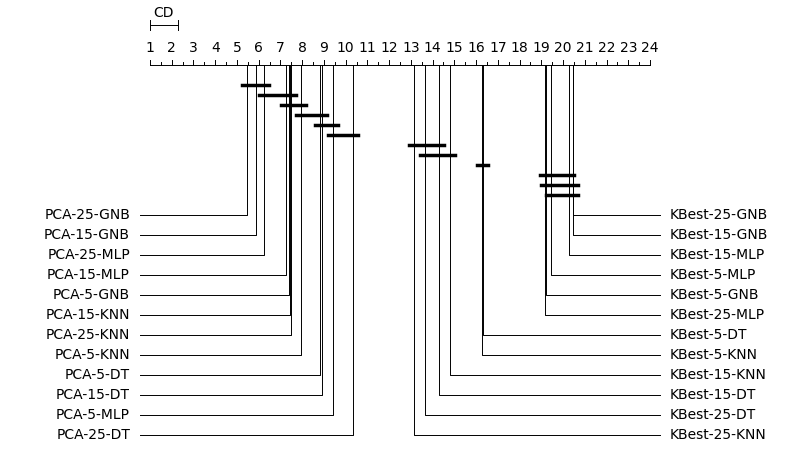 CD
1 2 3 4 5 6 7 8 9 10 11 12 13 14 15 16 17 18 19 20 21 22 23 24
PCA-25-GNB KBest-25-GNB
PCA-15-GNB KBest-15-GNB
PCA-25-MLP KBest-15-MLP
PCA-15-MLP KBest-5-MLP
PCA-5-GNB KBest-5-GNB
PCA-15-KNN KBest-25-MLP
PCA-25-KNN KBest-5-DT
PCA-5-KNN KBest-5-KNN
PCA-5-DT KBest-15-KNN
PCA-15-DT KBest-15-DT
PCA-5-MLP KBest-25-DT
PCA-25-DT KBest-25-KNN